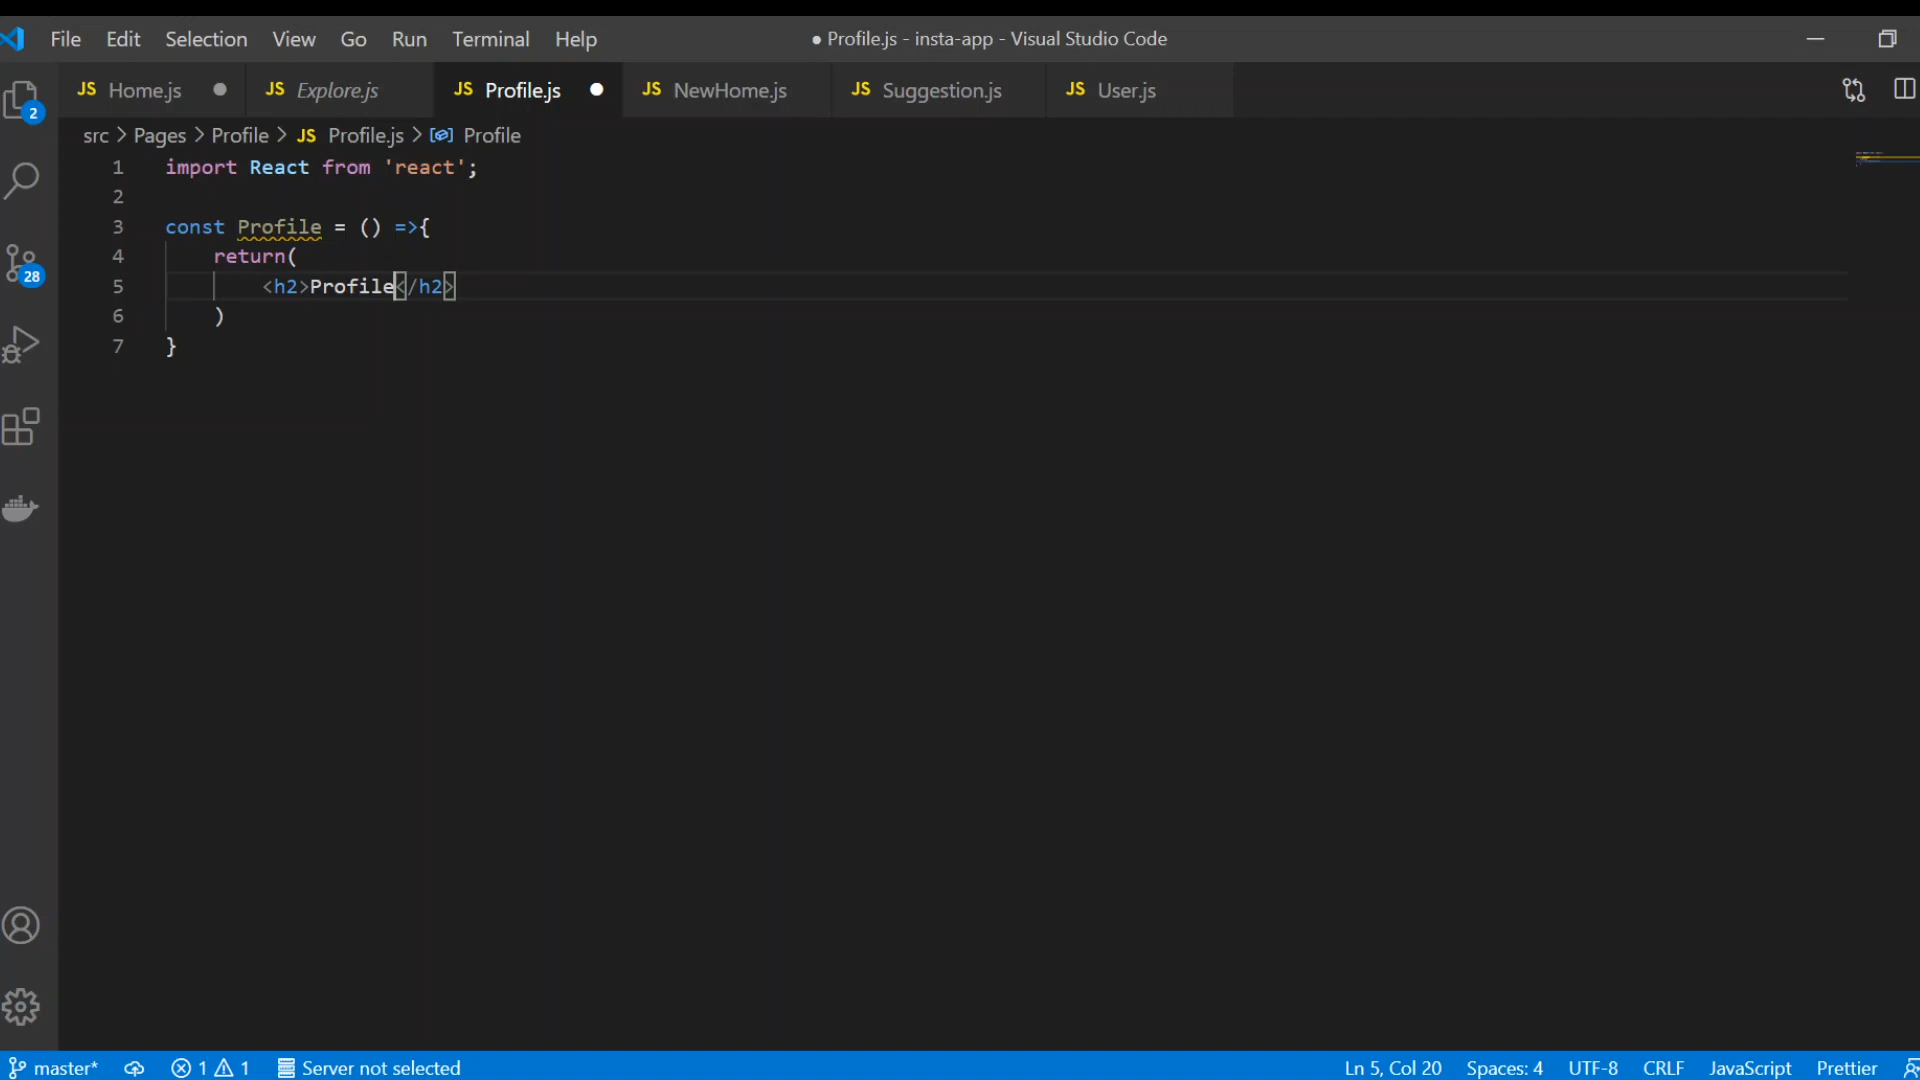 File Edit Selection View Go Run Terminal Help ● Profile.js - insta-app - Visual Studio Code
JS Home.js JS Explore.js JS Profile.js JS NewHome.js JS Suggestion.js JS User.js
2
src > Pages > Profile > JS Profile.js > Profile
1 import React from 'react';
2
3 const Profile = () =>{
4 return(
28
5 <h2>Profile</h2>
6 )
7 }
master* 1 1 Server not selected Ln 5, Col 20 Spaces: 4 UTF-8 CRLF JavaScript Prettier